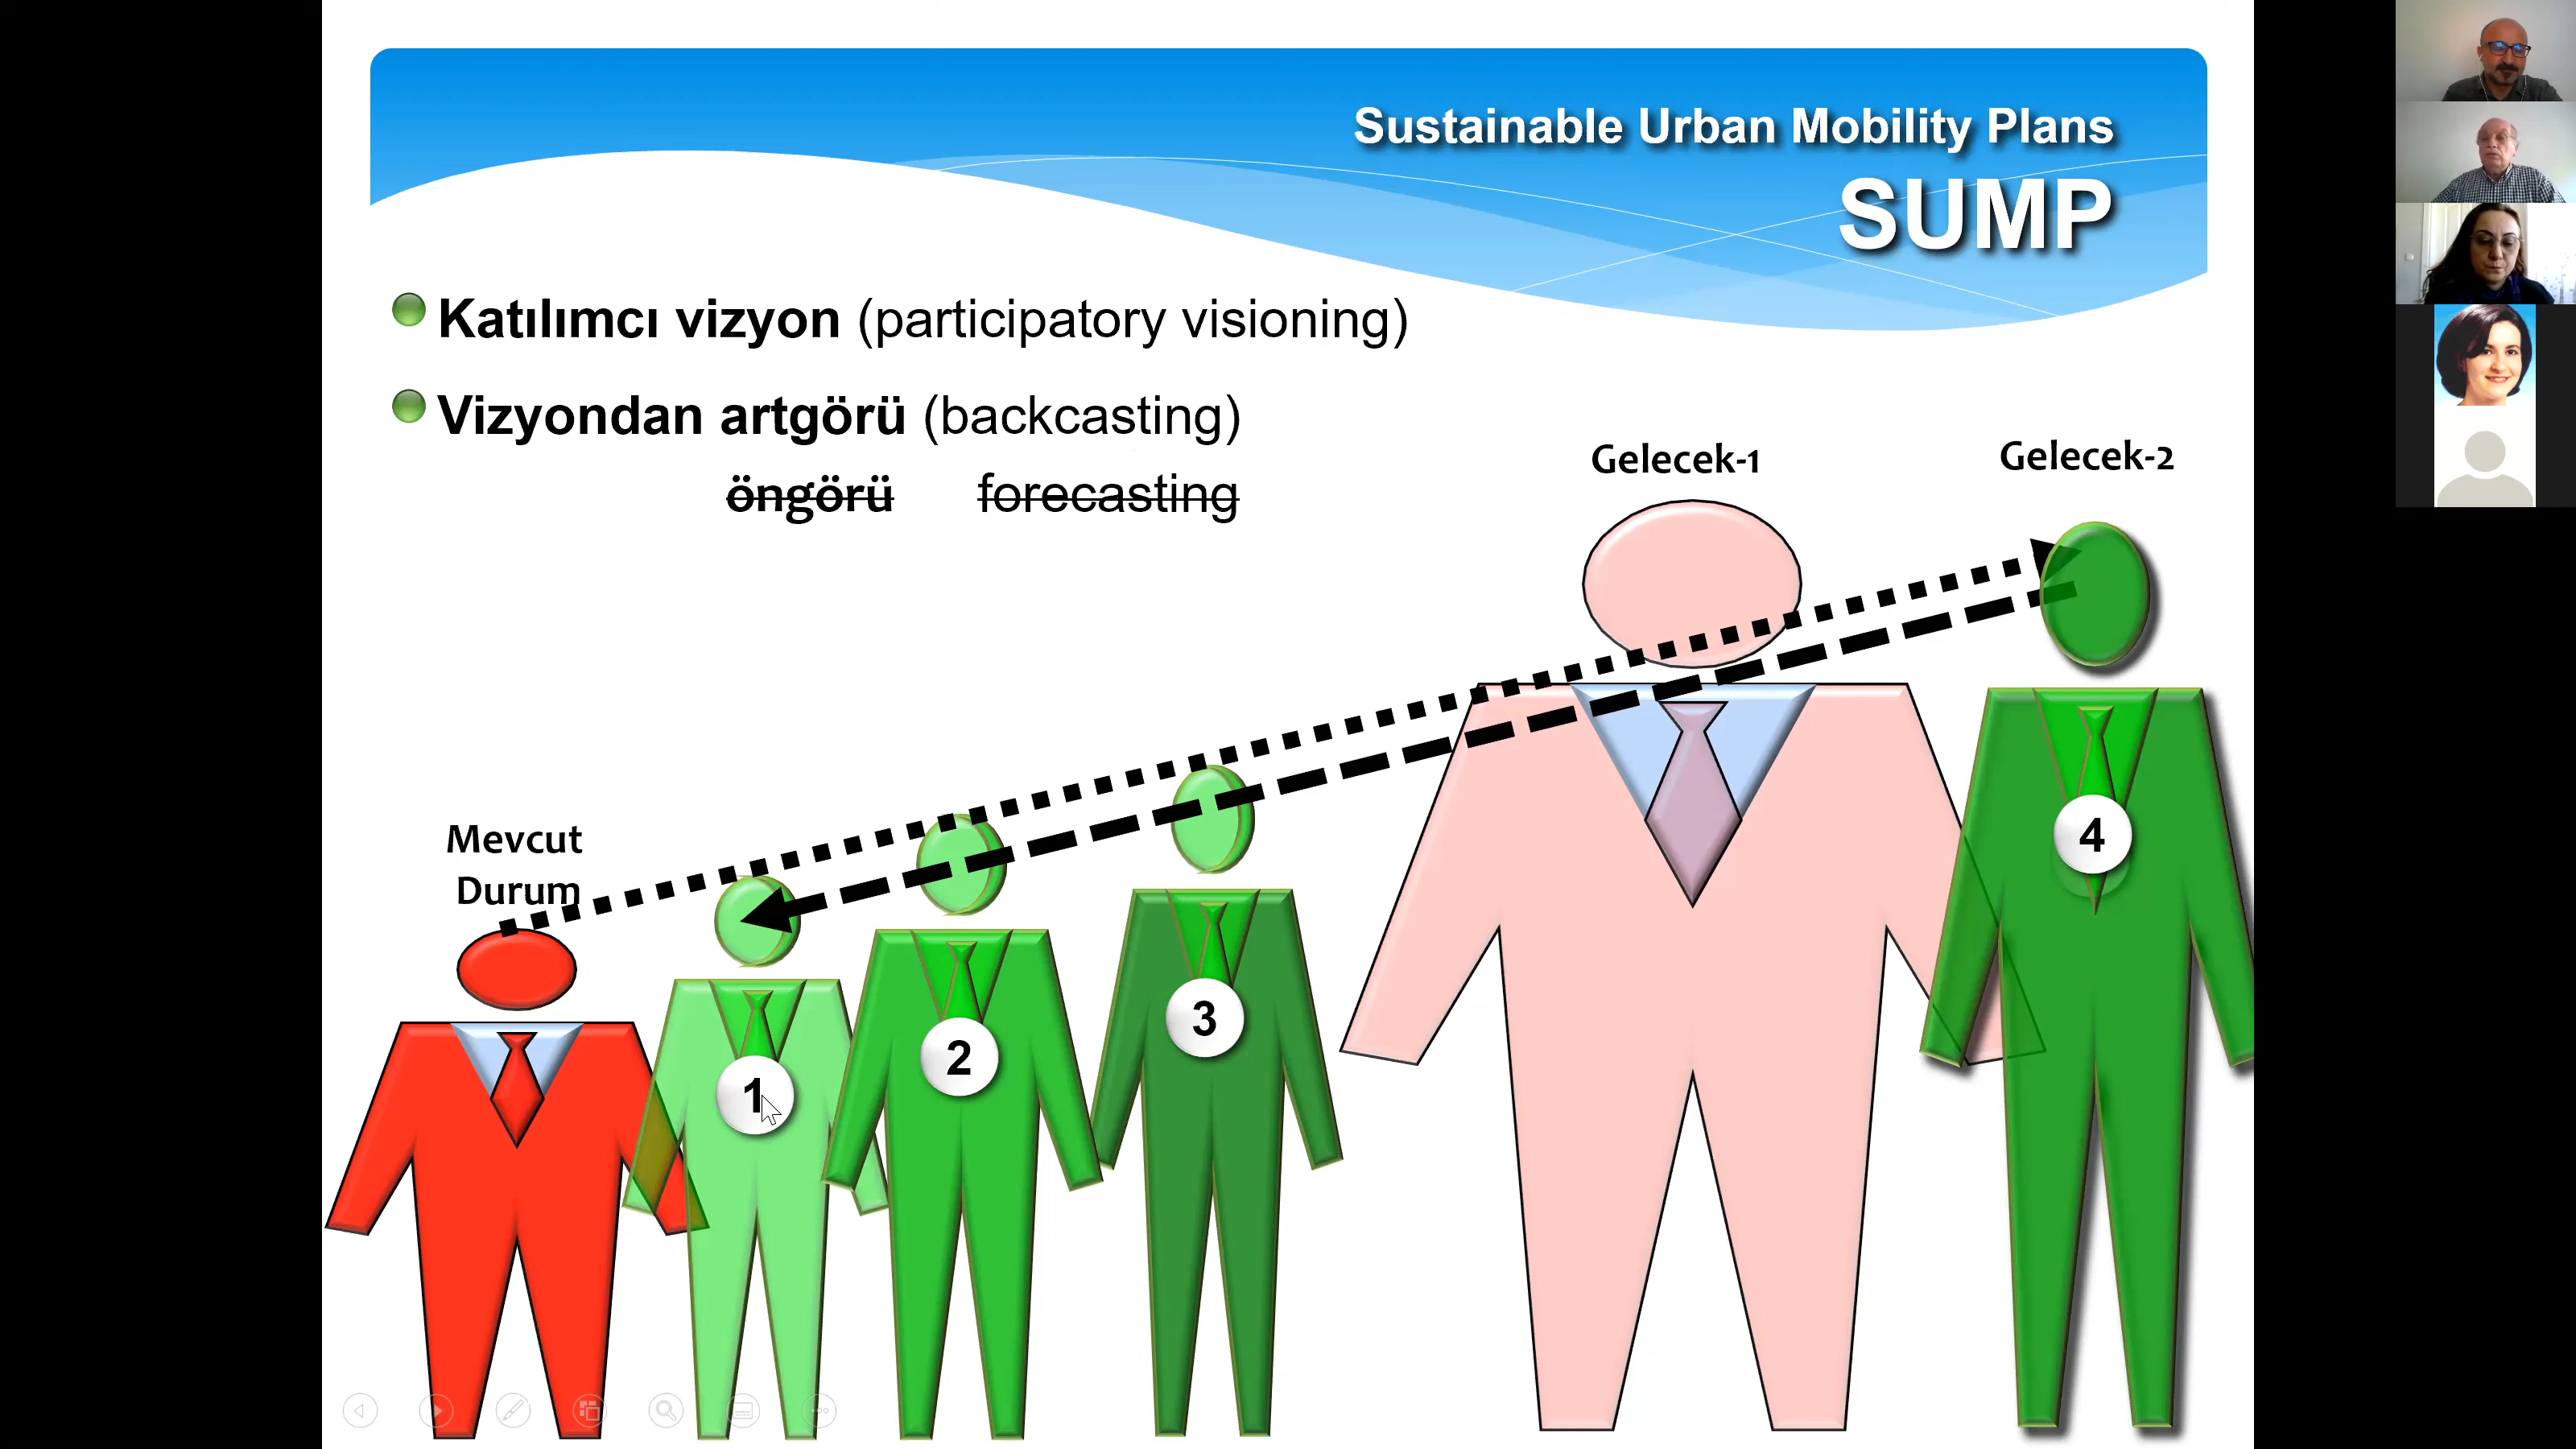 Sustainable Urban Mobility Plans
SUMP
Katılımcı vizyon (participatory visioning)
Vizyondan artgörü (backcasting)
öngörü forecasting
Gelecek-1
Gelecek-2
Mevcut
Durum
1
2
3
4